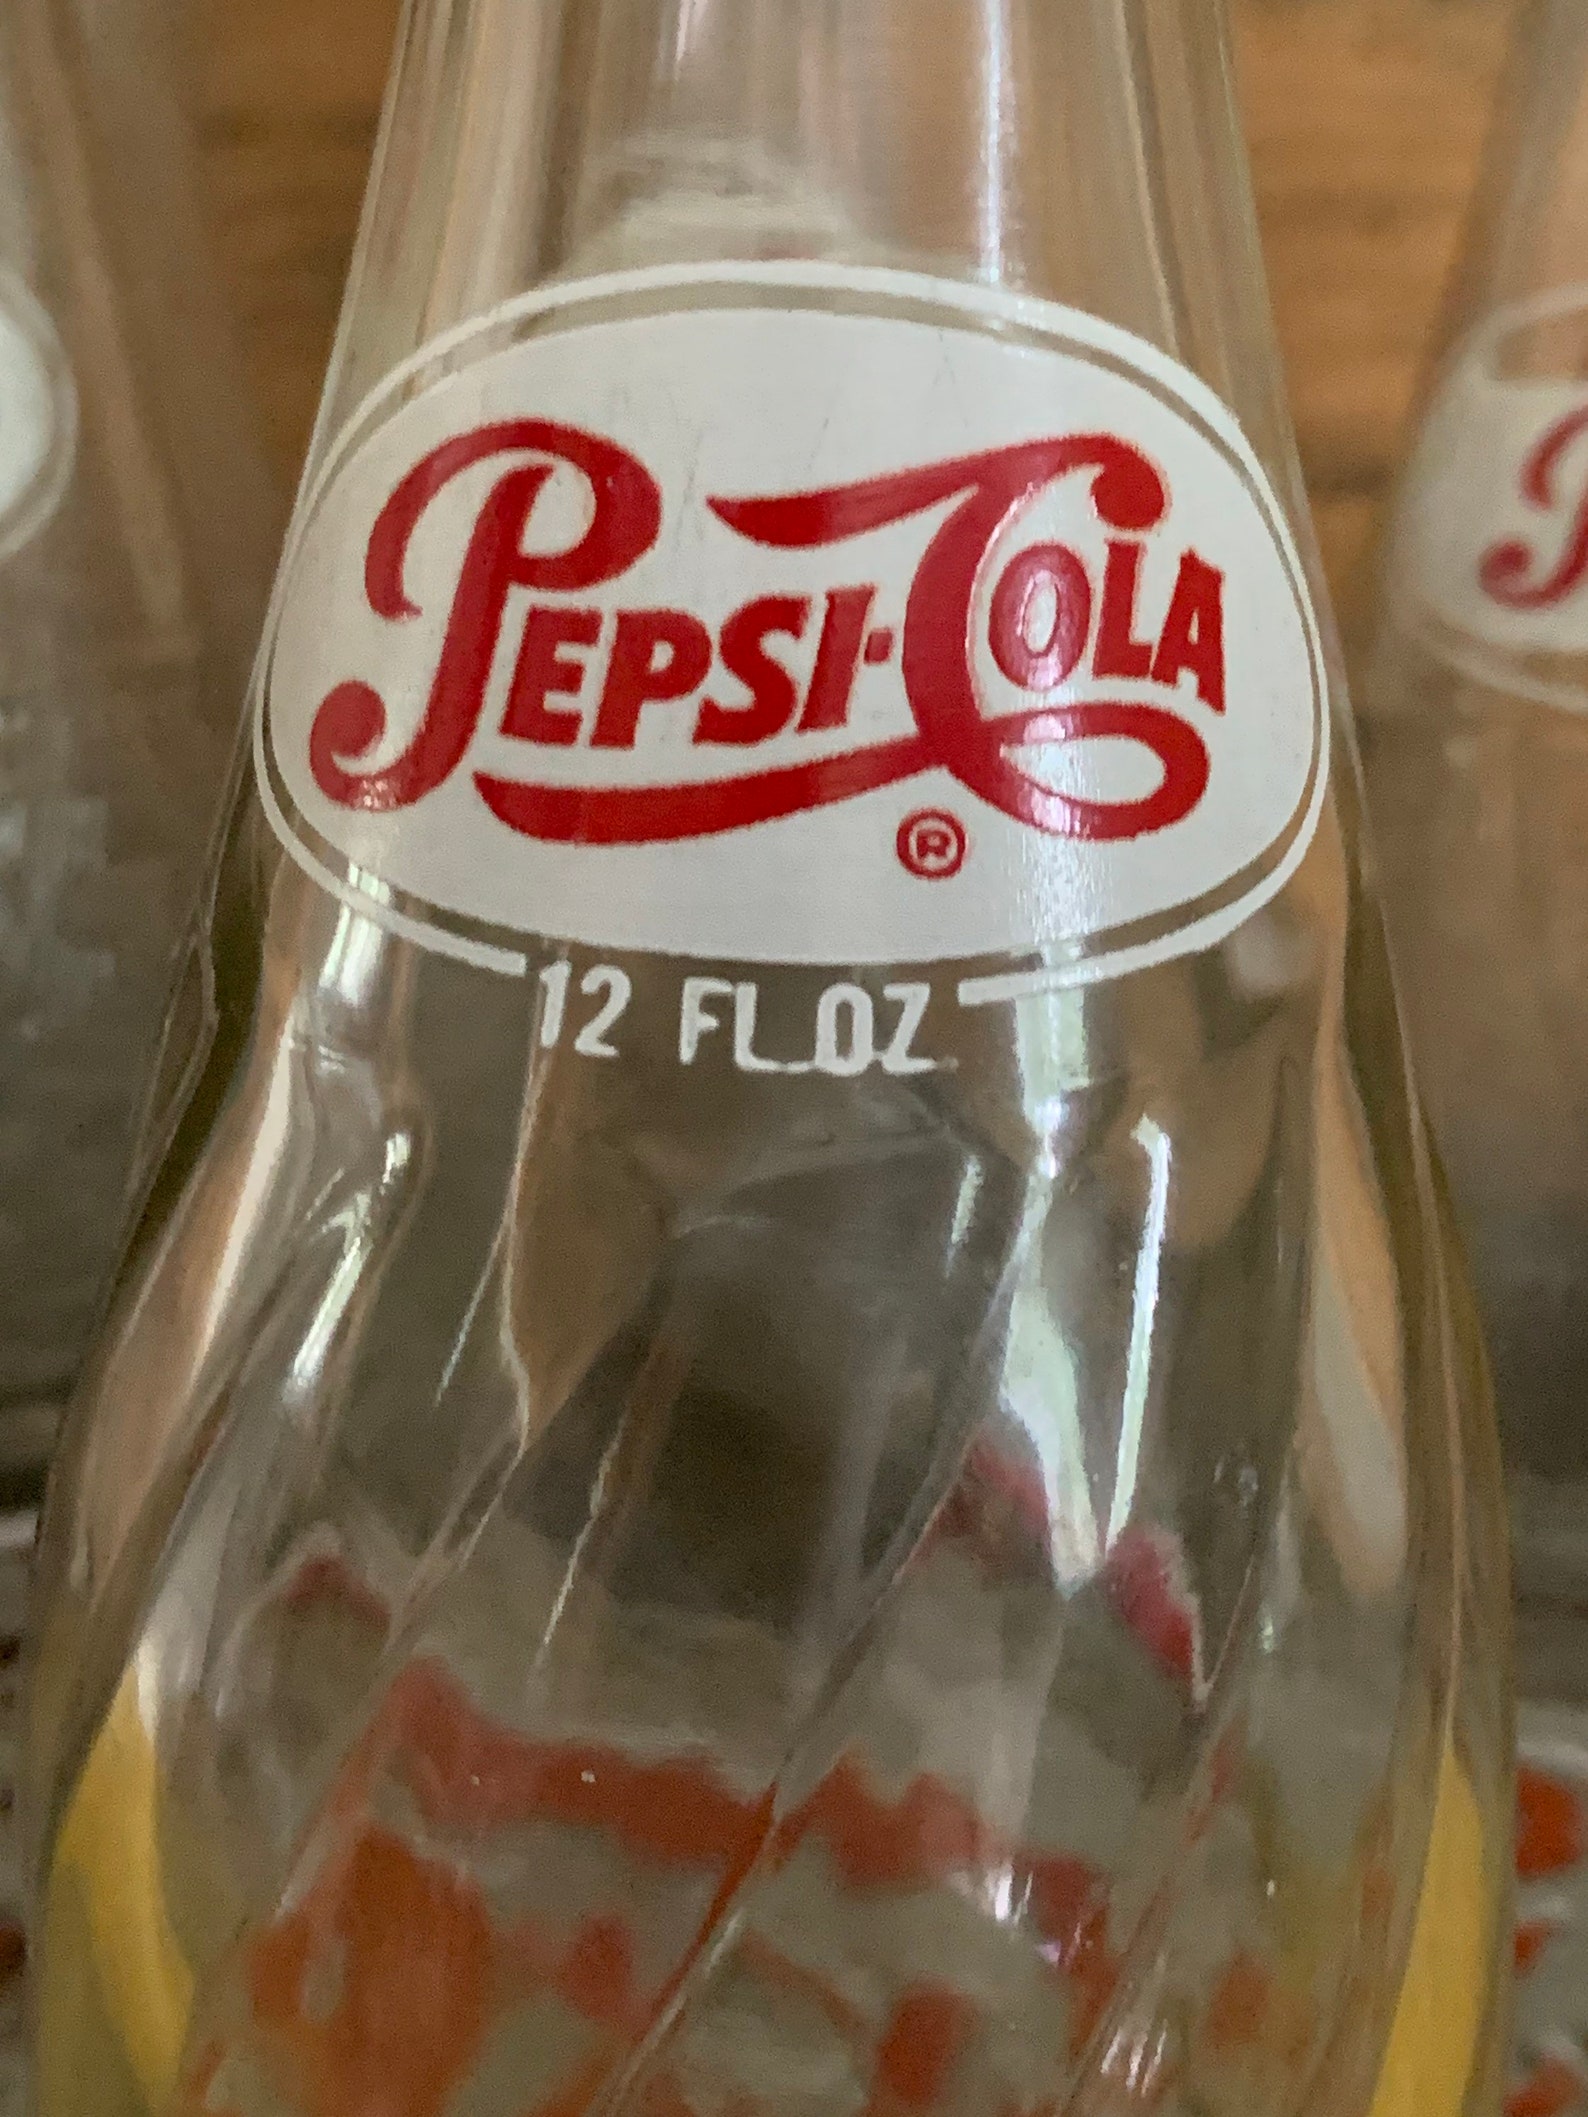 PEPSI-COLA
®
12 FL OZ